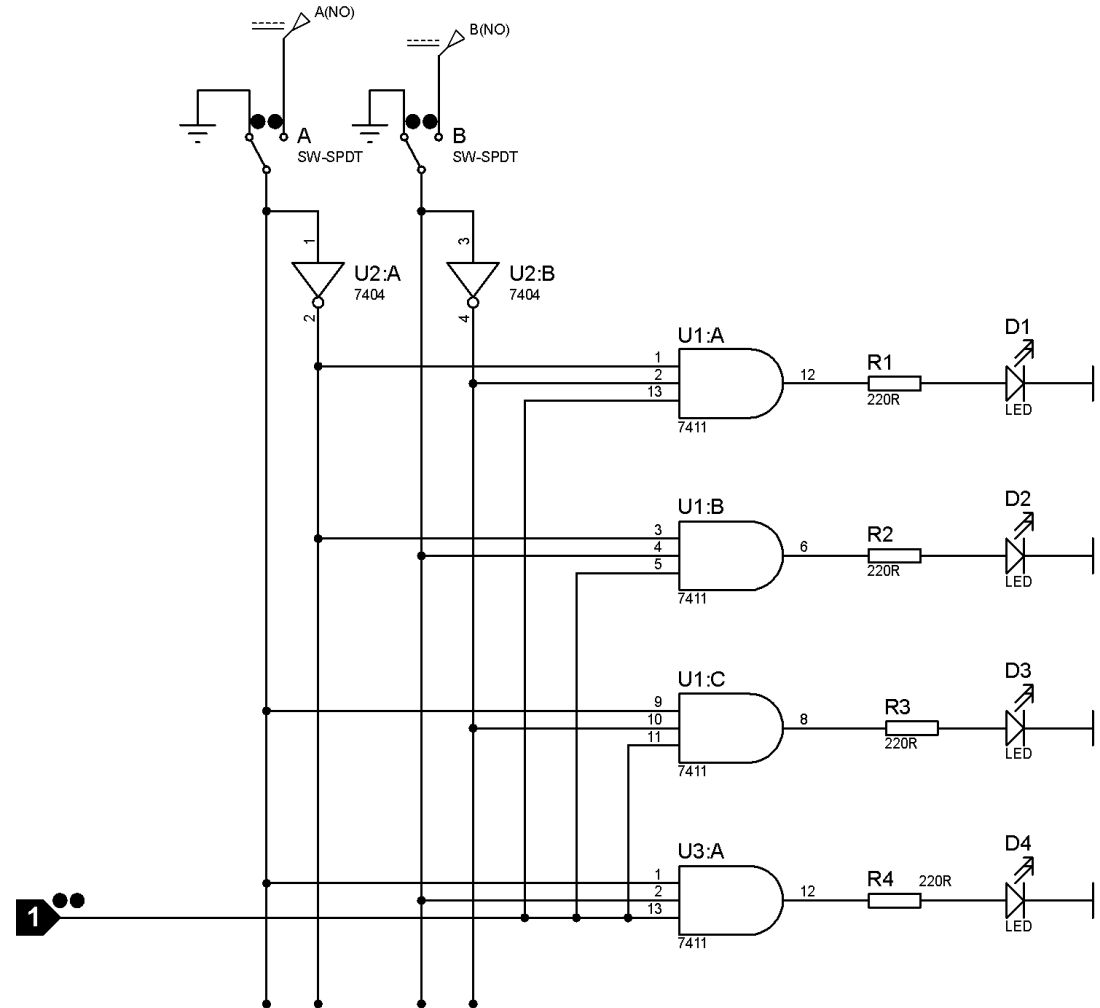 A(NO)
B(NO)
A
SW-SPDT
B
SW-SPDT
1
3
U2:A
7404
U2:B
7404
2
4
U1:A
1
2
13
12
7411
R1
220R
D1
LED
U1:B
3
4
5
6
7411
R2
220R
D2
LED
U1:C
9
10
11
8
7411
R3
220R
D3
LED
U3:A
1
2
13
12
7411
R4
220R
D4
LED
1